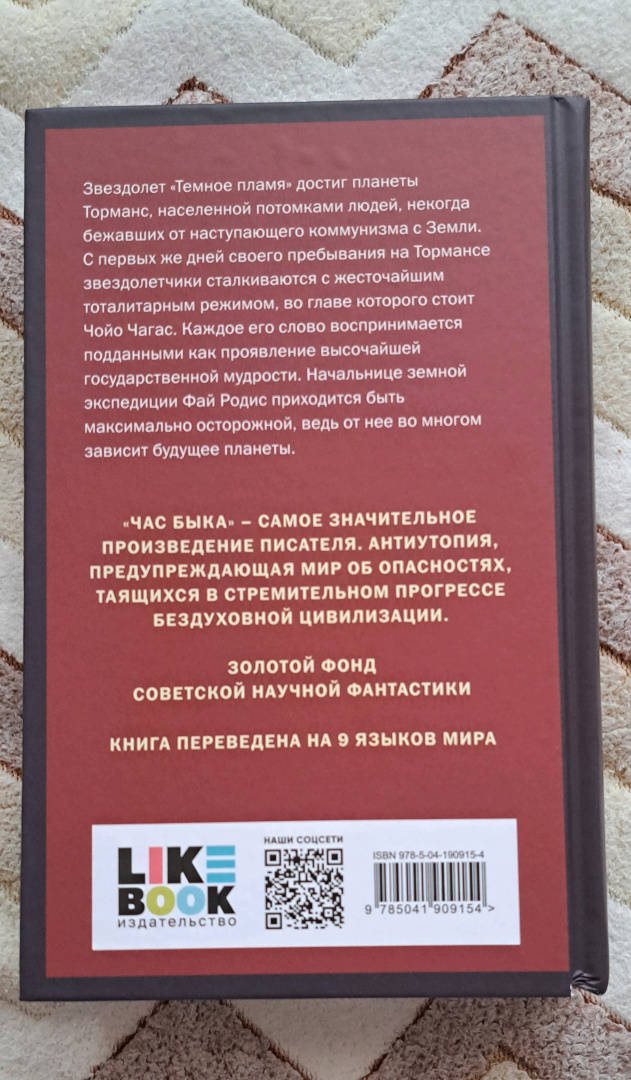 Звездолет «Темное пламя» достиг планеты
Торманс, населенной потомками людей, некогда
бежавших от наступающего коммунизма с Земли.
С первых же дней своего пребывания на Тормансе
звездолетчики сталкиваются с жесточайшим
тоталитарным режимом, во главе которого стоит
Чойо Чагас. Каждое его слово воспринимается
подданными как проявление высочайшей
государственной мудрости. Начальнице земной
экспедиции Фай Родис приходится быть
максимально осторожной, ведь от нее во многом
зависит будущее планеты.
«ЧАС БЫКА» – САМОЕ ЗНАЧИТЕЛЬНОЕ
ПРОИЗВЕДЕНИЕ ПИСАТЕЛЯ. АНТИУТОПИЯ,
ПРЕДУПРЕЖДАЮЩАЯ МИР ОБ ОПАСНОСТЯХ,
ТАЯЩИХСЯ В СТРЕМИТЕЛЬНОМ ПРОГРЕССЕ
БЕЗДУХОВНОЙ ЦИВИЛИЗАЦИИ.
ЗОЛОТОЙ ФОНД
СОВЕТСКОЙ НАУЧНОЙ ФАНТАСТИКИ
КНИГА ПЕРЕВЕДЕНА НА 9 ЯЗЫКОВ МИРА
LIKE
BOOK
ИЗДАТЕЛЬСТВО
НАШИ СОЦСЕТИ
ISBN 978-5-04-190915-4
9 785041 909154 >